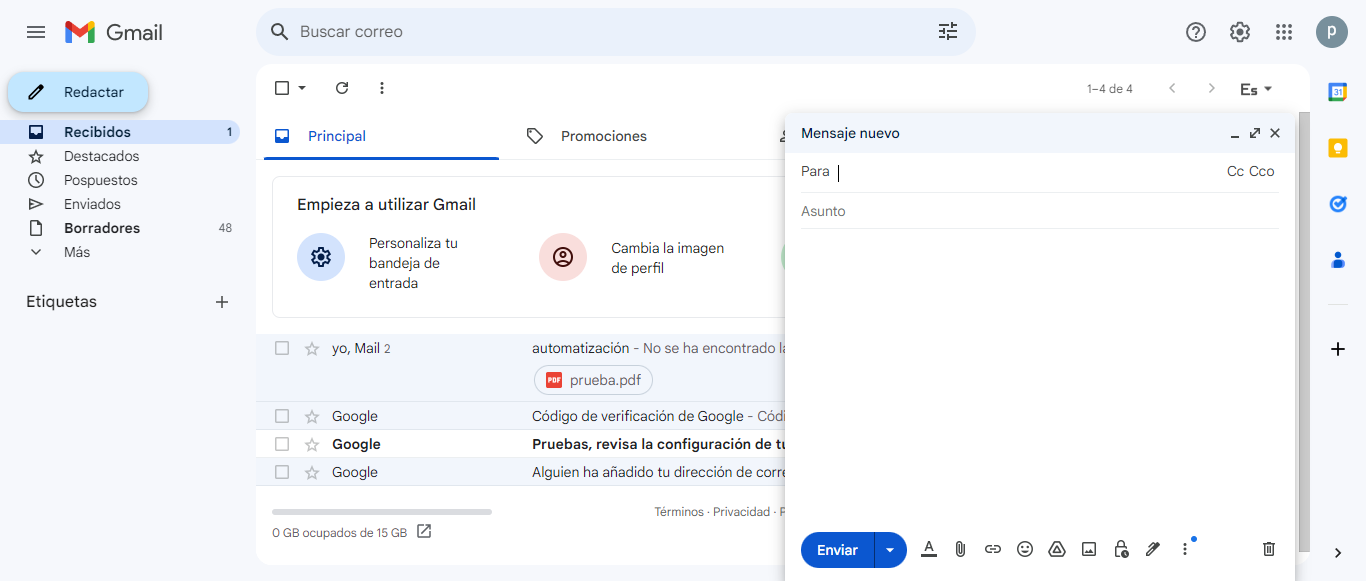 Gmail
Buscar correo
P
Redactar
1–4 de 4
Es
31
Recibidos 1
Destacados
Pospuestos
Enviados
Borradores 48
Más
Etiquetas
Principal
Promociones
Empieza a utilizar Gmail
Personaliza tu
bandeja de
entrada
Cambia la imagen
de perfil
yo, Mail 2 automatización - No se ha encontrado la
PDF prueba.pdf
Google Código de verificación de Google - Códi
Google Pruebas, revisa la configuración de tu
Google Alguien ha añadido tu dirección de corre
Términos · Privacidad · P
0 GB ocupados de 15 GB
Mensaje nuevo
Para Cc Cco
Asunto
Enviar
A